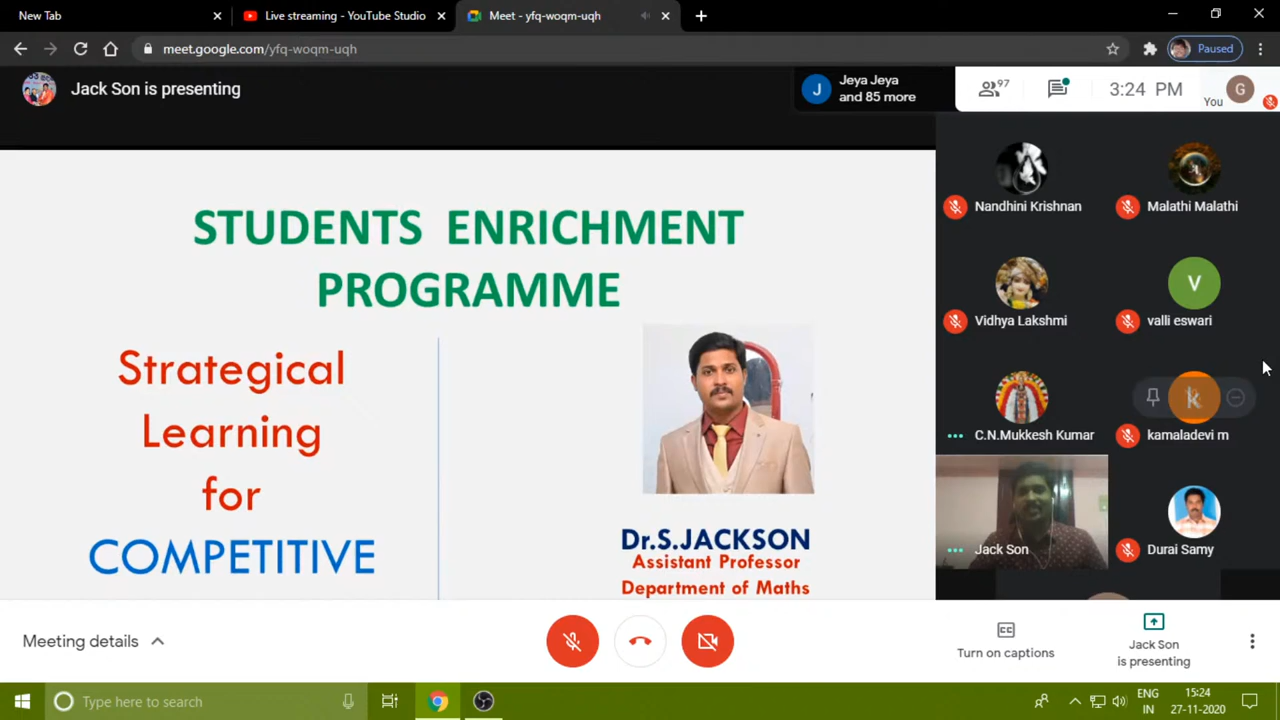 New Tab
Live streaming - YouTube Studio
Meet - yfq-woqm-uqh
meet.google.com/yfq-woqm-uqh
Paused
Jack Son is presenting
J
Jeya Jeya
and 85 more
97
3:24 PM
You
G
STUDENTS ENRICHMENT
PROGRAMME
Strategical
Learning
for
COMPETITIVE
Dr.S.JACKSON
Assistant Professor
Department of Maths
Nandhini Krishnan
Malathi Malathi
Vidhya Lakshmi
V
valli eswari
C.N.Mukkesh Kumar
k
kamaladevi m
Jack Son
Durai Samy
Meeting details
CC
Turn on captions
Jack Son
is presenting
Type here to search
ENG
IN
15:24
27-11-2020